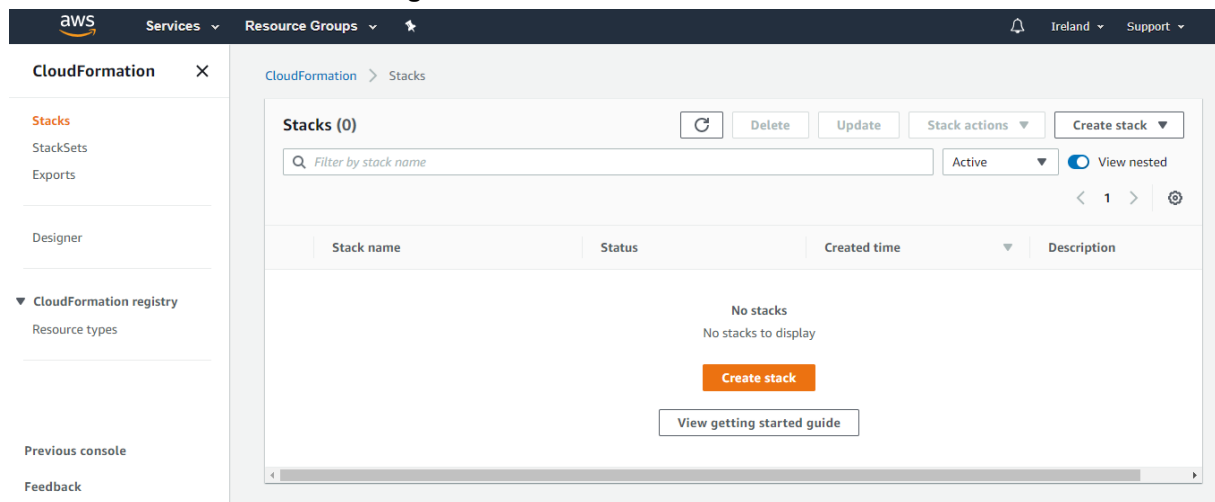 aws Services Resource Groups Ireland Support
CloudFormation
CloudFormation > Stacks
Stacks
StackSets
Exports
Designer
CloudFormation registry
Resource types
Previous console
Feedback
Stacks (0) Delete Update Stack actions Create stack
Filter by stack name Active View nested
< 1 >
Stack name Status Created time Description
No stacks
No stacks to display
Create stack
View getting started guide